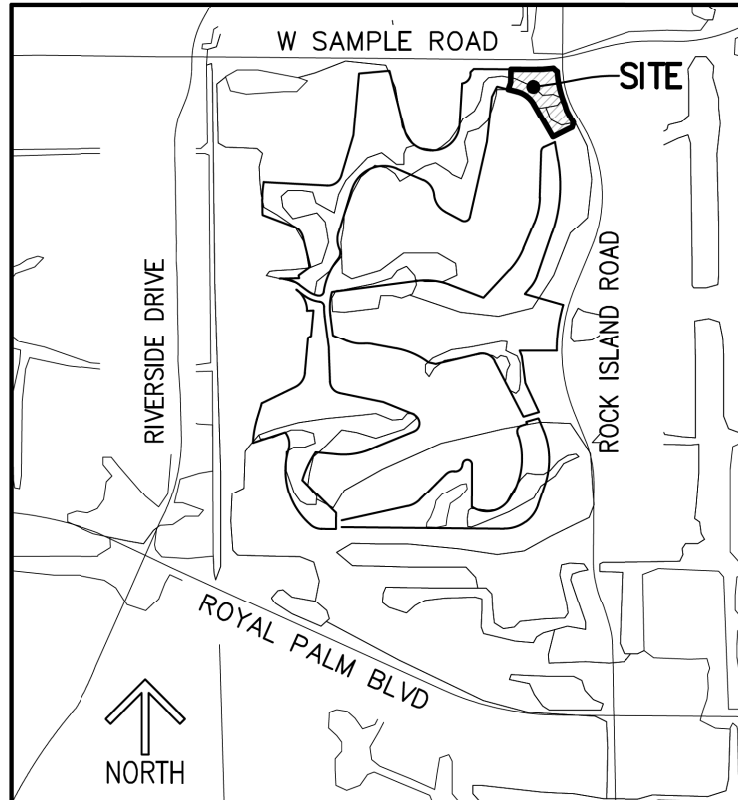 W SAMPLE ROAD
SITE
RIVERSIDE DRIVE
ROCK ISLAND ROAD
ROYAL PALM BLVD
NORTH